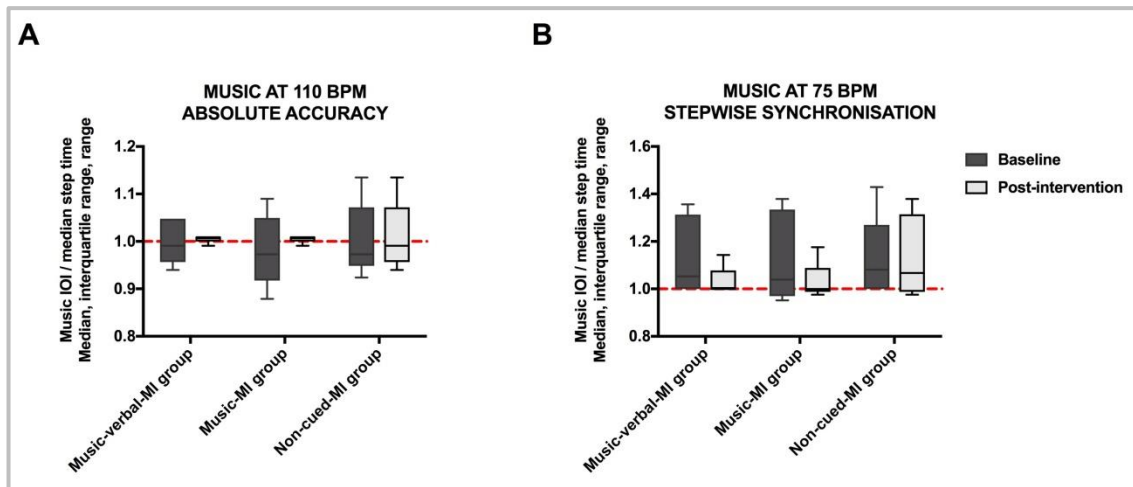 A
MUSIC AT 110 BPM
ABSOLUTE ACCURACY
Music IOI / median step time
Median, interquartile range, range
1.2
1.1
1.0
0.9
0.8
Music-verbal-MI group
Music-MI group
Non-cued-MI group
B
MUSIC AT 75 BPM
STEPWISE SYNCHRONISATION
Music IOI / median step time
Median, interquartile range, range
1.6
1.4
1.2
1.0
0.8
Music-verbal-MI group
Music-MI group
Non-cued-MI group
Baseline
Post-intervention